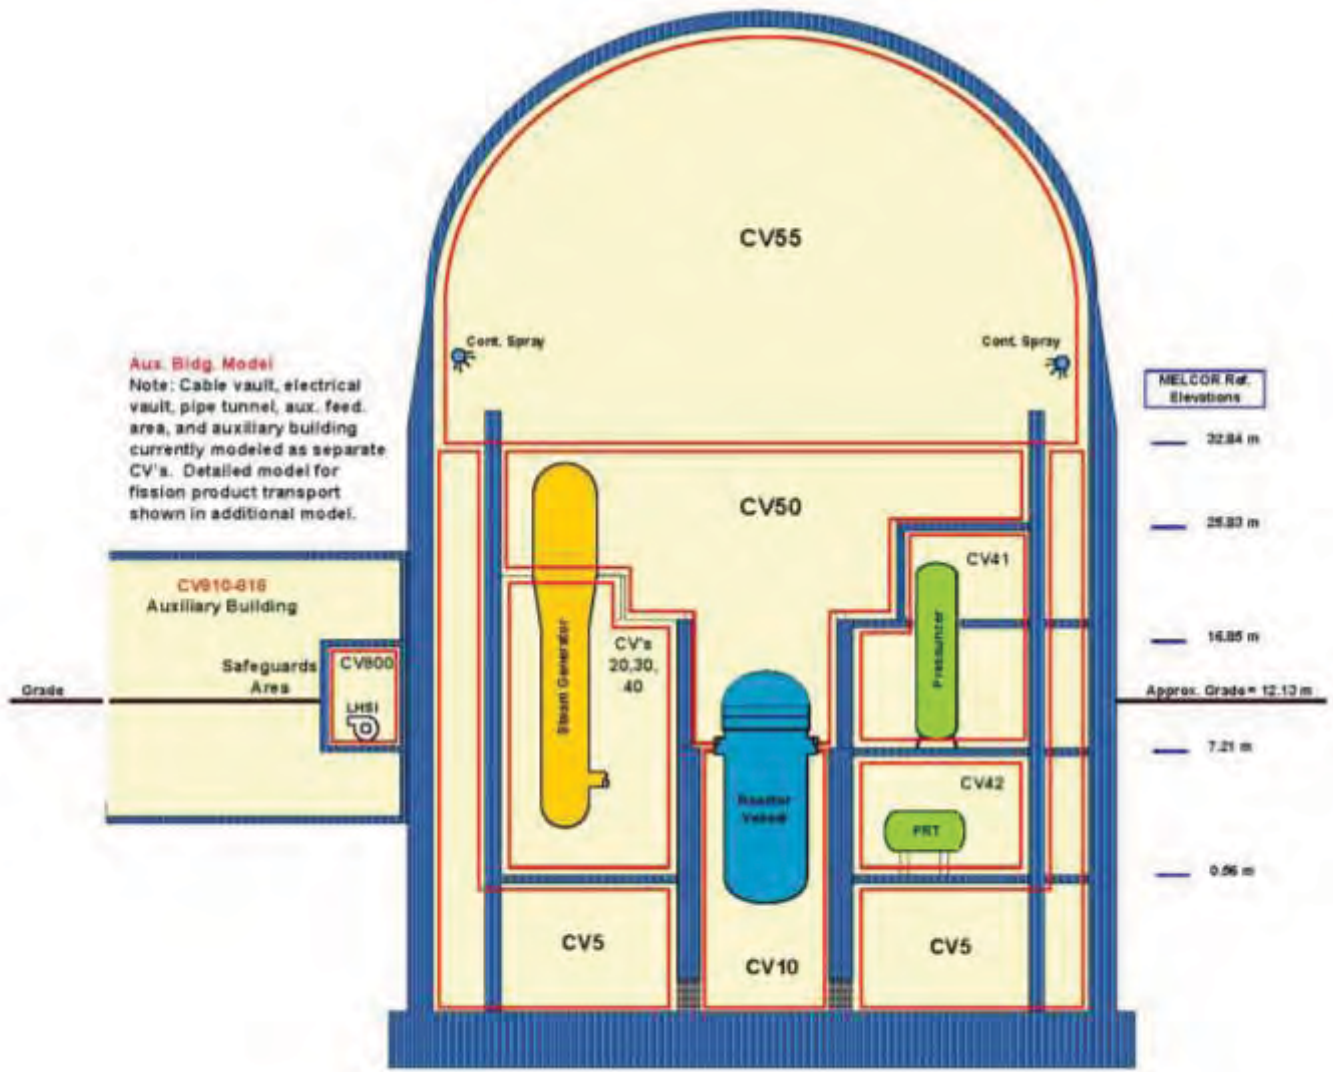 CV55
Cont. Spray
Cont. Spray
Aux. Bldg. Model
Note: Cable vault, electrical
vault, pipe tunnel, aux. feed.
area, and auxiliary building
currently modeled as separate
CV's. Detailed model for
fission product transport
shown in additional model.
MELCOR Ref.
Elevations
32.84 m
CV50
25.83 m
CV41
CV910-918
Auxiliary Building
Steam Generator
CV's
20,30,
40
Pressurizer
16.85 m
Safeguards
Area
CV800
LHSI
Grade
Approx. Grade = 12.13 m
7.21 m
Reactor
Vessel
CV42
PRT
0.56 m
CV5
CV10
CV5